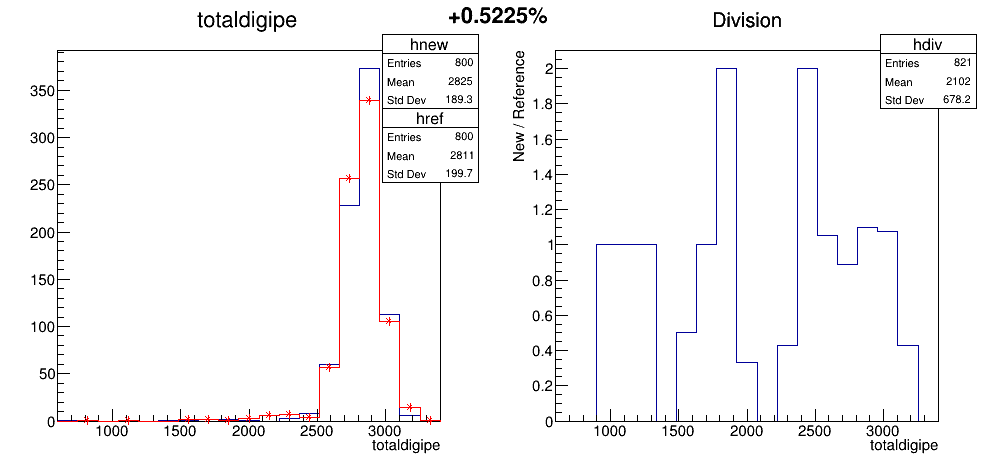 totaldigipe
+0.5225%
Division
hnew
Entries 800
Mean 2825
Std Dev 189.3
href
Entries 800
Mean 2811
Std Dev 199.7
350
300
250
200
150
100
50
0
1000 1500 2000 2500 3000
totaldigipe
hdiv
Entries 821
Mean 2102
Std Dev 678.2
New / Reference
2
1.8
1.6
1.4
1.2
1
0.8
0.6
0.4
0.2
0
1000 1500 2000 2500 3000
totaldigipe